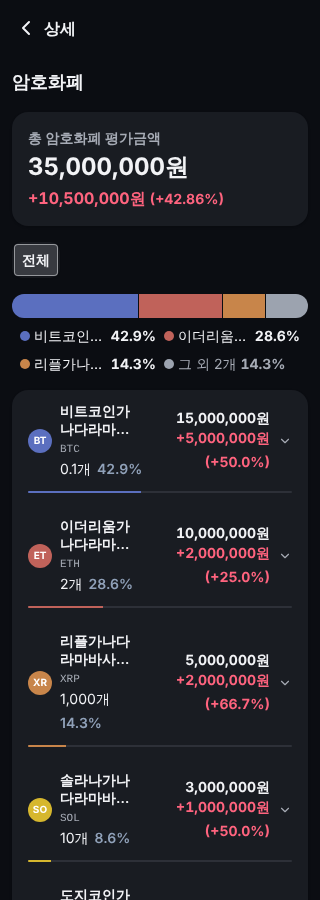 상세
암호화폐
총 암호화폐 평가금액
35,000,000원
+10,500,000원 (+42.86%)
전체
비트코인... 42.9% 이더리움... 28.6%
리플가나... 14.3% 그 외 2개 14.3%
비트코인가
나다라마...
BT
BTC
0.1개 42.9%
15,000,000원
+5,000,000원
(+50.0%)
이더리움가
나다라마...
ET
ETH
2개 28.6%
10,000,000원
+2,000,000원
(+25.0%)
리플가나다
라마바사...
XR
XRP
1,000개
14.3%
5,000,000원
+2,000,000원
(+66.7%)
솔라나가나
다라마바...
SO
SOL
10개 8.6%
3,000,000원
+1,000,000원
(+50.0%)
도지코인가